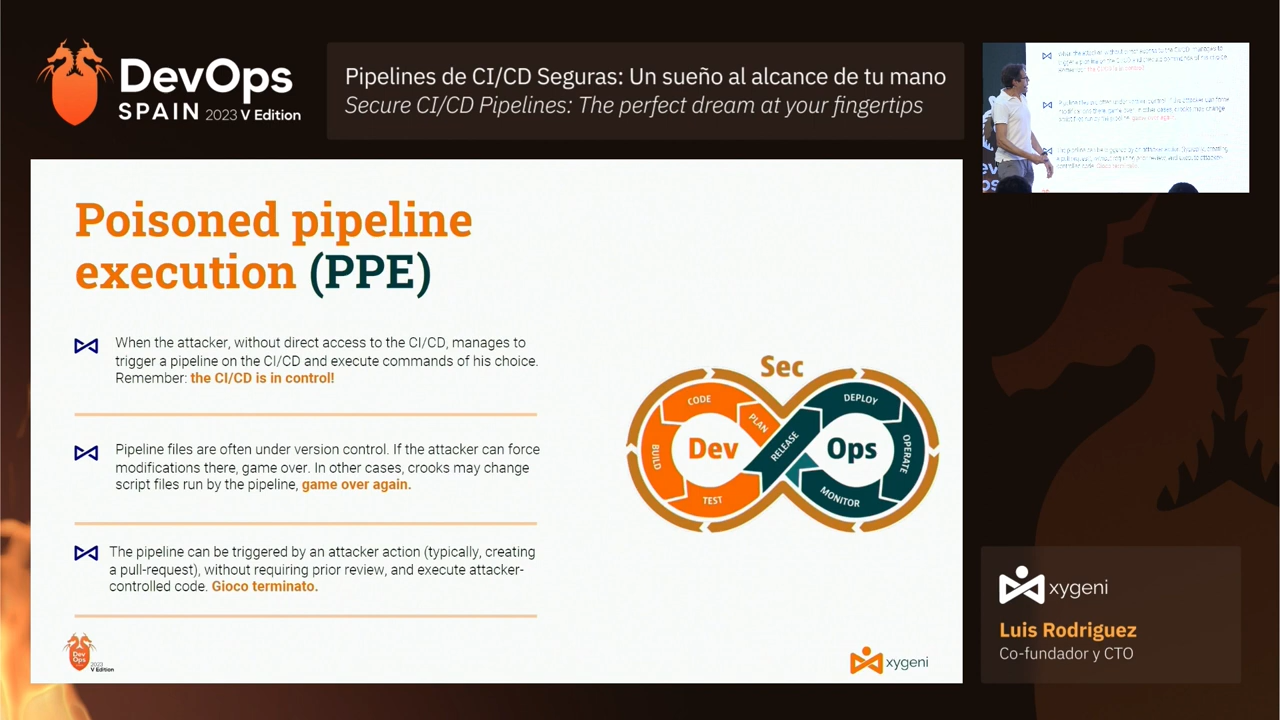 DevOps
SPAIN 2023 V Edition
Pipelines de CI/CD Seguras: Un sueño al alcance de tu mano
Secure CI/CD Pipelines: The perfect dream at your fingertips
Poisoned pipeline
execution (PPE)
When the attacker, without direct access to the CI/CD, manages to
trigger a pipeline on the CI/CD and execute commands of his choice.
Remember: the CI/CD is in control!
Pipeline files are often under version control. If the attacker can force
modifications there, game over. In other cases, crooks may change
script files run by the pipeline, game over again.
The pipeline can be triggered by an attacker action (typically, creating
a pull-request), without requiring prior review, and execute attacker-
controlled code. Gioco terminato.
Sec
CODE
PLAN
BUILD
Dev
TEST
RELEASE
DEPLOY
Ops
OPERATE
MONITOR
Dev
Ops
2023
V Edition
xygeni
xygeni
Luis Rodriguez
Co-fundador y CTO